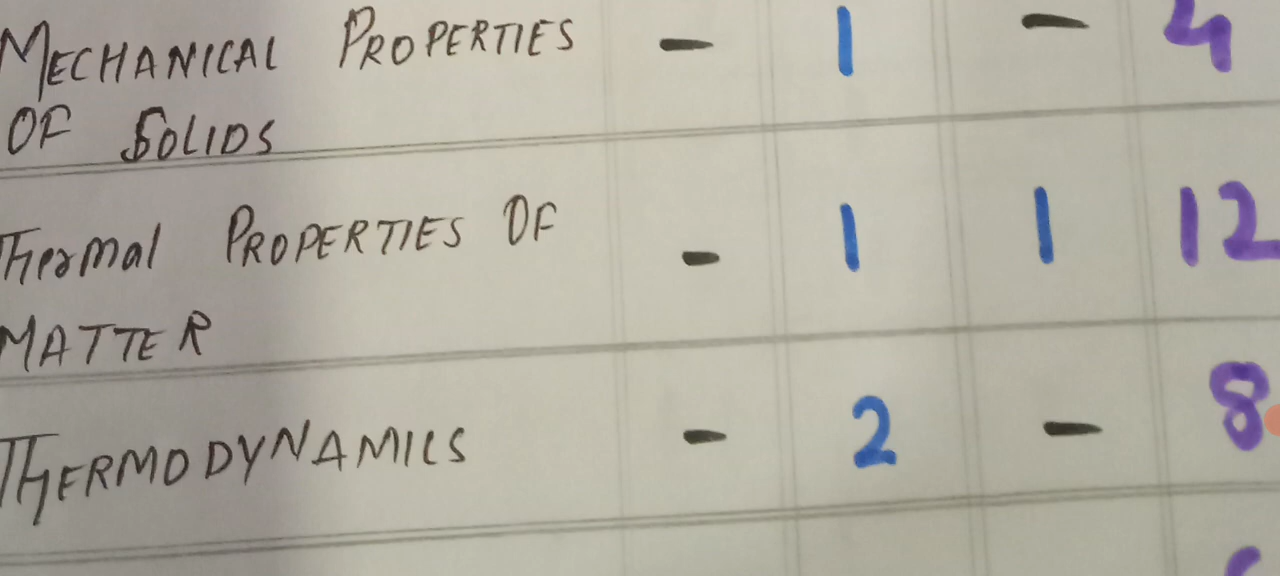 MECHANICAL PROPERTIES - 1 - 4
OF SOLIDS
Thermal PROPERTIES OF - 1 1 12
MATTER
THERMODYNAMICS - 2 - 8